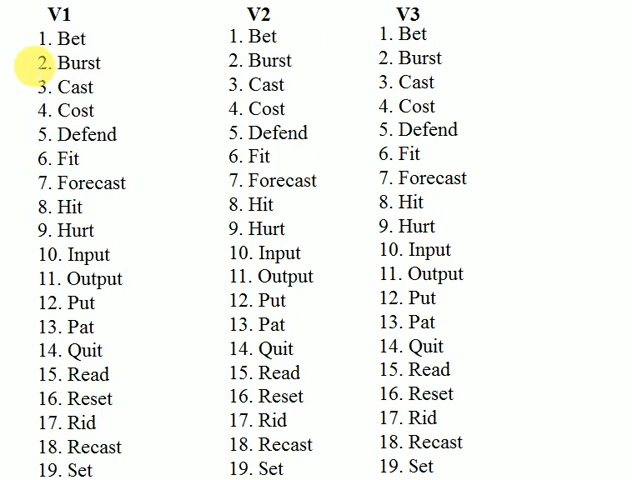 V1 V2 V3
1. Bet 1. Bet 1. Bet
2. Burst 2. Burst 2. Burst
3. Cast 3. Cast 3. Cast
4. Cost 4. Cost 4. Cost
5. Defend 5. Defend 5. Defend
6. Fit 6. Fit 6. Fit
7. Forecast 7. Forecast 7. Forecast
8. Hit 8. Hit 8. Hit
9. Hurt 9. Hurt 9. Hurt
10. Input 10. Input 10. Input
11. Output 11. Output 11. Output
12. Put 12. Put 12. Put
13. Pat 13. Pat 13. Pat
14. Quit 14. Quit 14. Quit
15. Read 15. Read 15. Read
16. Reset 16. Reset 16. Reset
17. Rid 17. Rid 17. Rid
18. Recast 18. Recast 18. Recast
19. Set 19. Set 19. Set